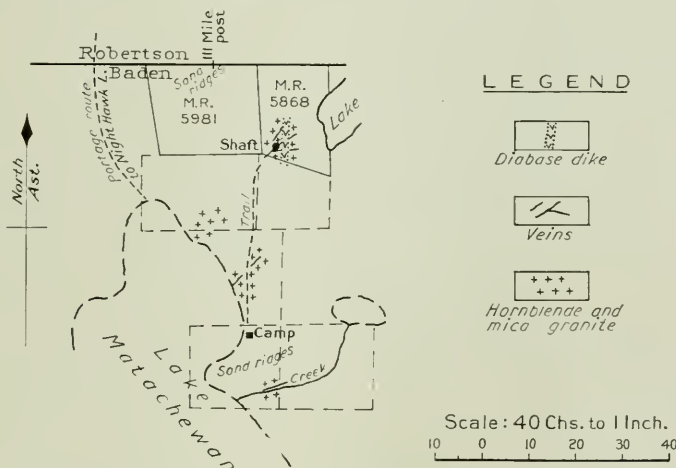 III Mile
post
Robertson
Baden
Sand
ridges
M.R.
5981
M.R.
5868
Lake
Shaft
portage route
to Night Hawk L.
North
Ast.
Trail
Camp
Sand ridges
Creek
Lake
Matachewan
LEGEND
Diabase dike
Veins
Hornblende and
mica granite
Scale: 40 Chs. to 1 Inch.
10 0 10 20 30 40